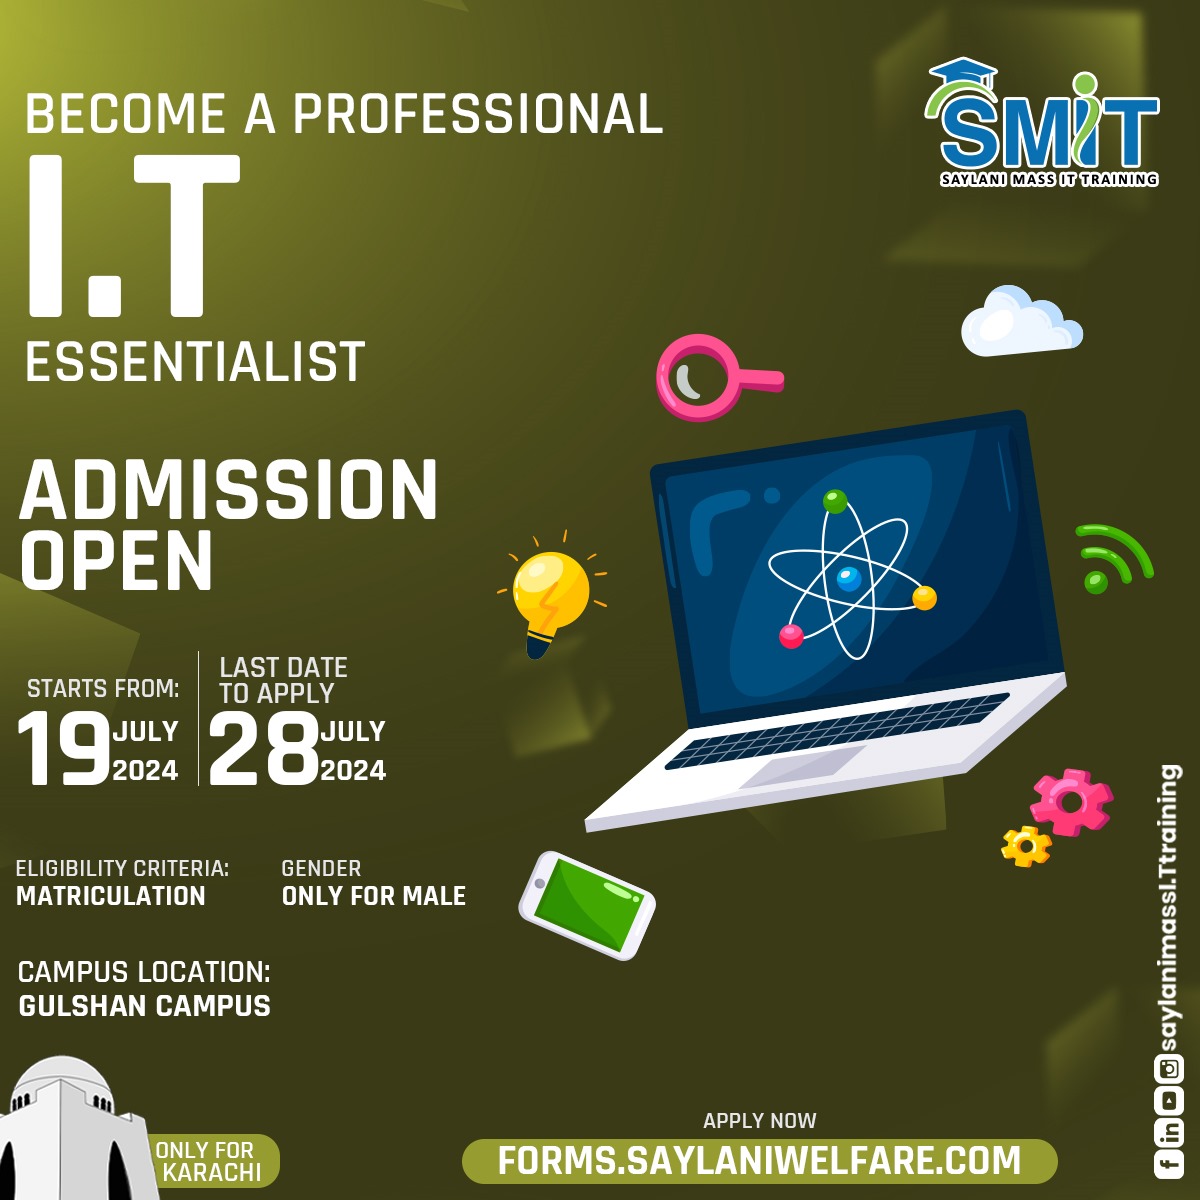 BECOME A PROFESSIONAL
I.T
ESSENTIALIST
SMiT
SAYLANI MASS IT TRAINING
ADMISSION
OPEN
STARTS FROM:
19 JULY
2024
LAST DATE
TO APPLY
28 JULY
2024
ELIGIBILITY CRITERIA:
MATRICULATION
GENDER
ONLY FOR MALE
CAMPUS LOCATION:
GULSHAN CAMPUS
ONLY FOR
KARACHI
APPLY NOW
FORMS.SAYLANIWELFARE.COM
saylanimassI.Ttraining